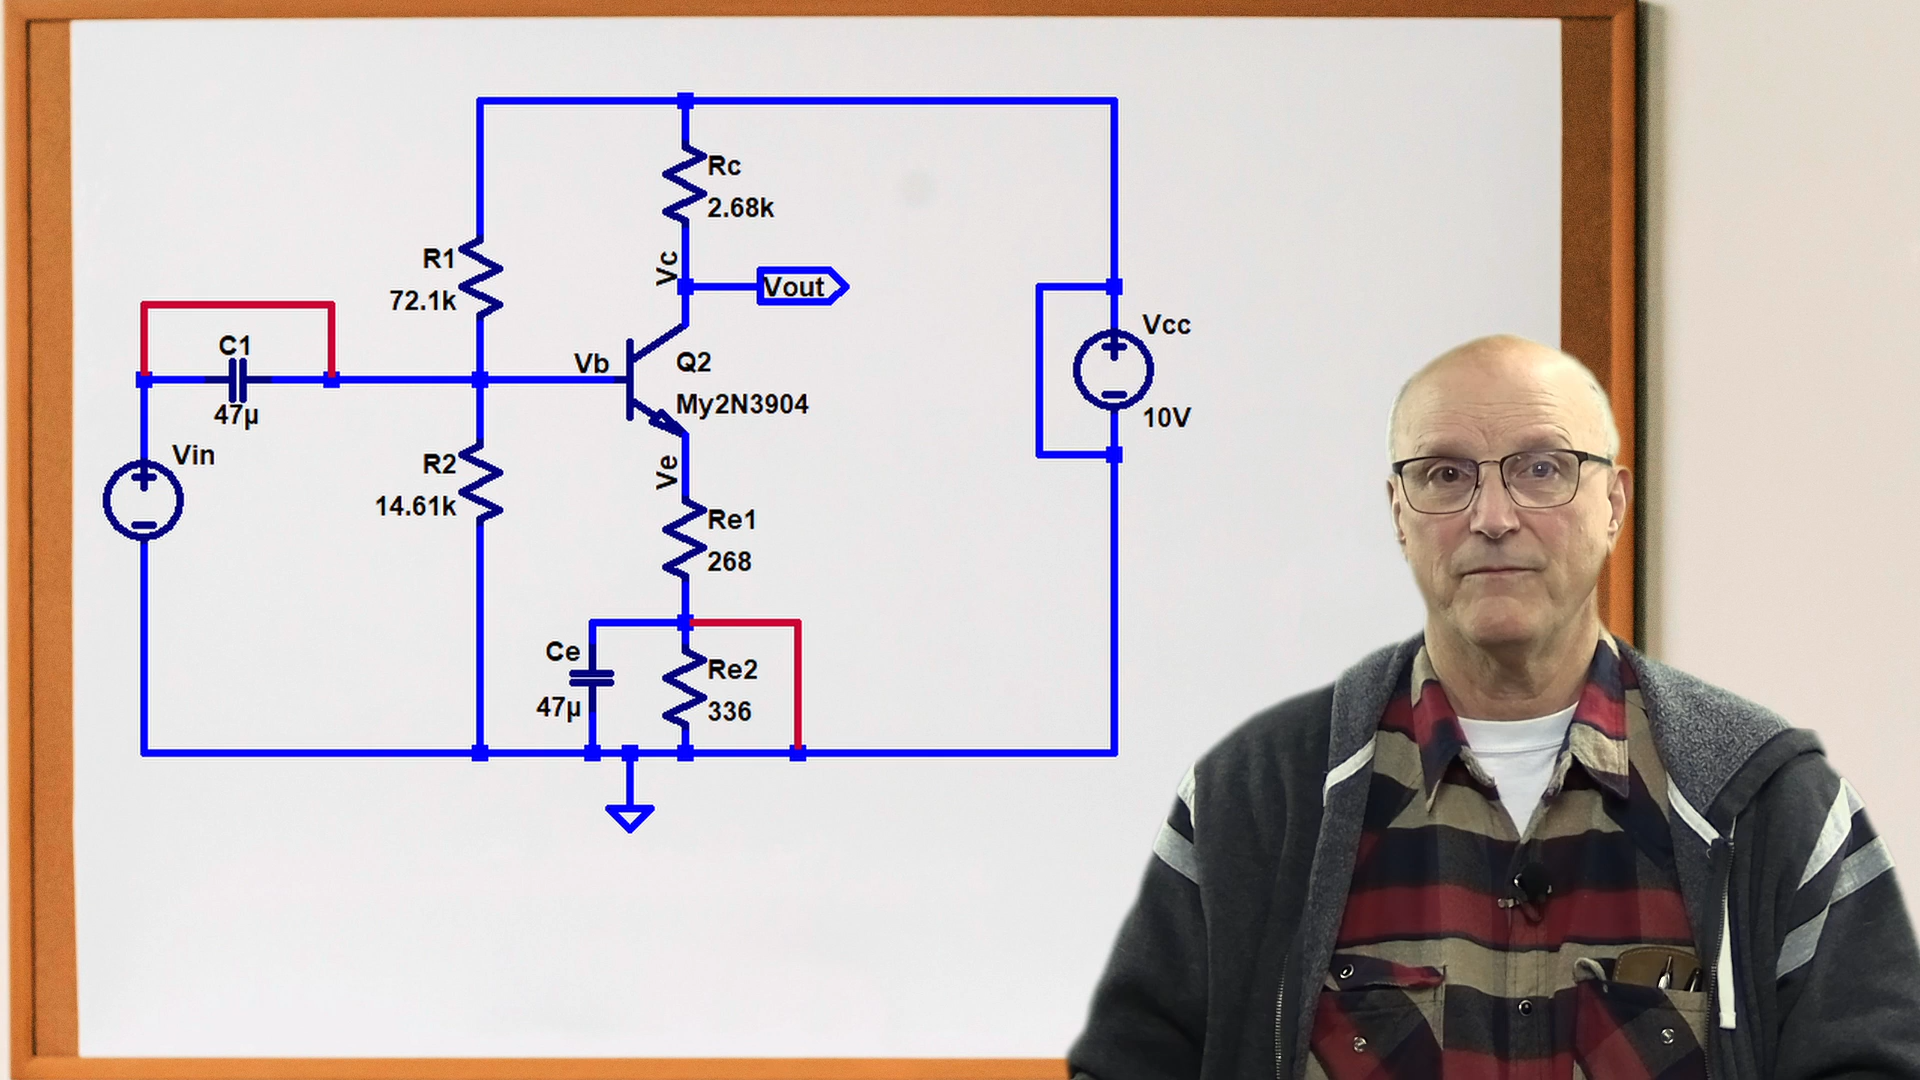 Rc
2.68k
R1
72.1k
Vc
Vout
Vcc
10V
C1
47µ
Vb
Q2
My2N3904
Vin
R2
14.61k
Ve
Re1
268
Ce
47µ
Re2
336